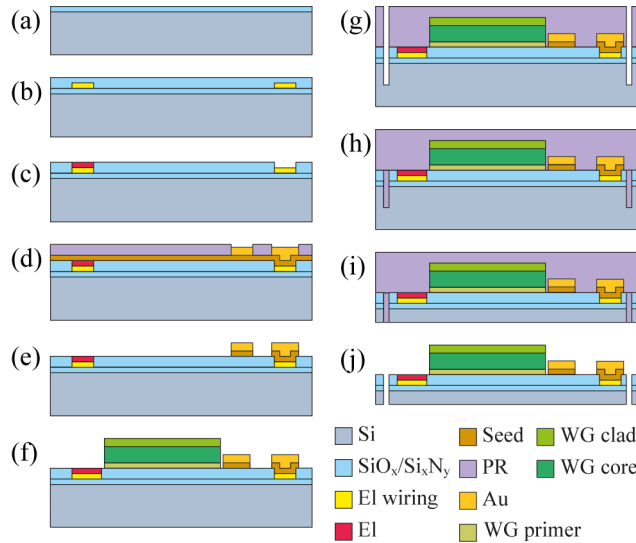 (a)
(b)
(c)
(d)
(e)
(f)
(g)
(h)
(i)
(j)
Si
SiOx/SixNy
El wiring
El
Seed
PR
Au
WG primer
WG clad
WG core